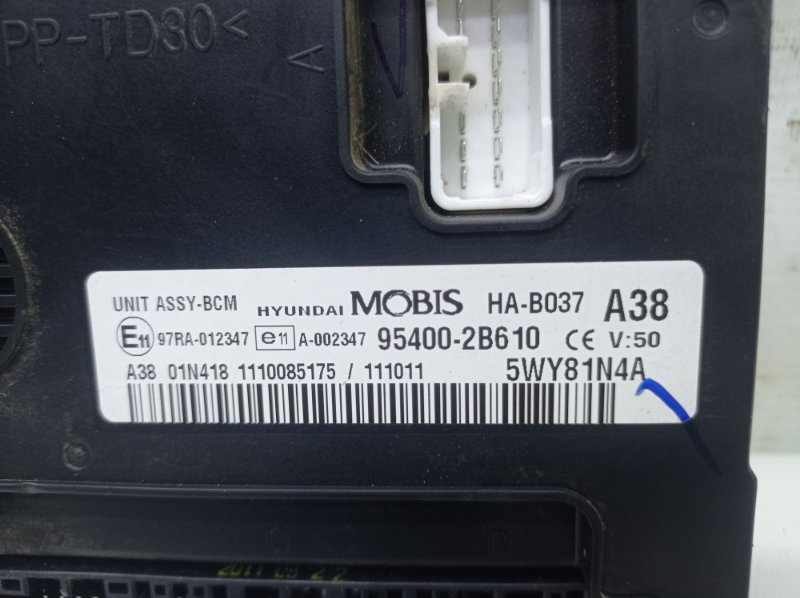 PP-TD30<
A
UNIT ASSY-BCM HYUNDAI MOBIS HA-B037 A38
E11 97RA-012347 e11 A-002347 95400-2B610 CE V:50
A38 01N418 1110085175 / 111011 5WY81N4A
D